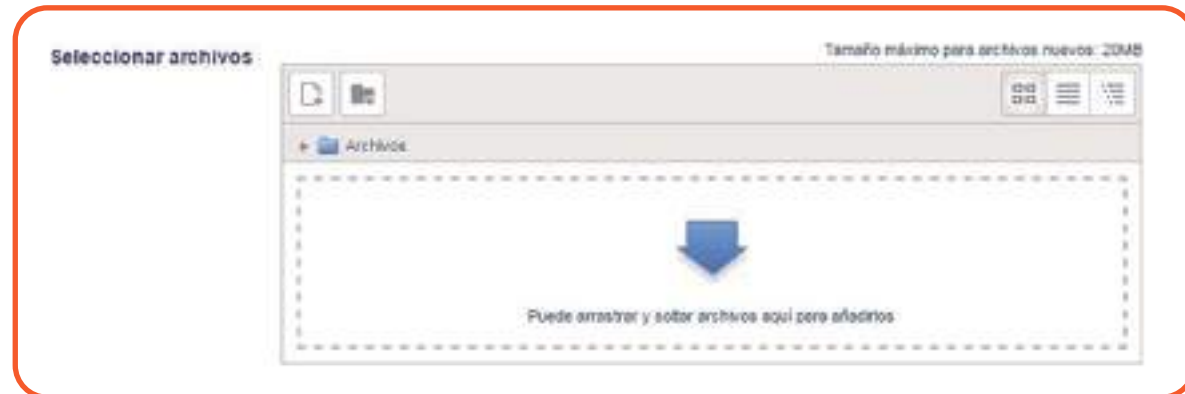 Seleccionar archivos
Tamaño máximo para archivos nuevos: 20MB
Archivos
Puede arrastrar y soltar archivos aquí para añadirlos